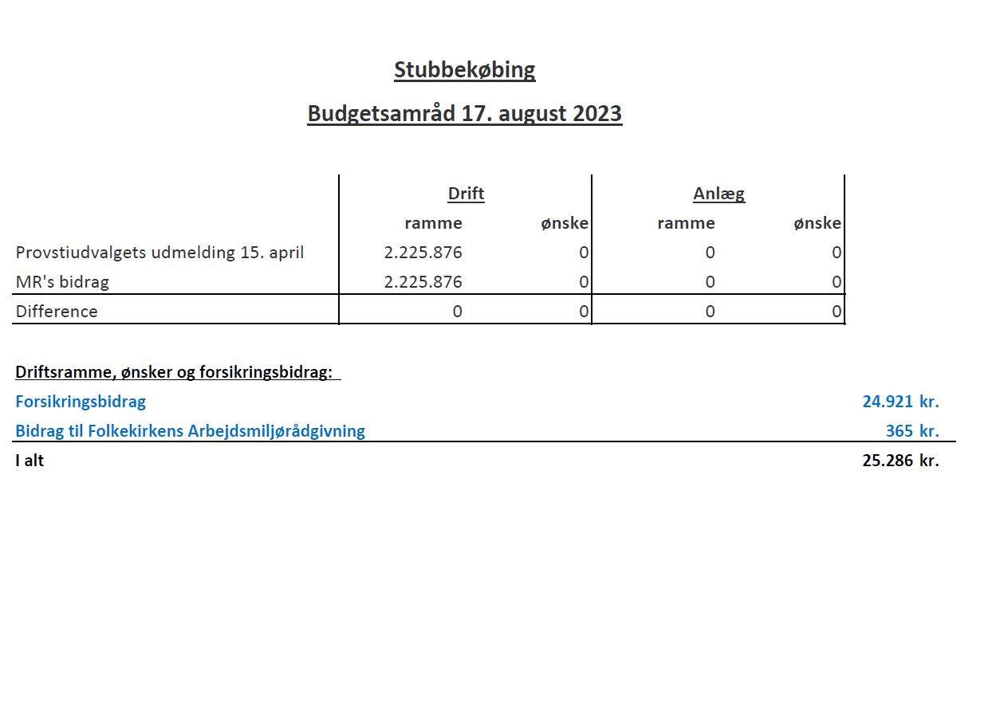 Stubbekøbing
Budgetsamråd 17. august 2023
Drift Anlæg
ramme ønske ramme ønske
Provstiudvalgets udmelding 15. april 2.225.876 0 0 0
MR's bidrag 2.225.876 0 0 0
Difference 0 0 0 0
Driftsramme, ønsker og forsikringsbidrag:
Forsikringsbidrag 24.921 kr.
Bidrag til Folkekirkens Arbejdsmiljørådgivning 365 kr.
I alt 25.286 kr.